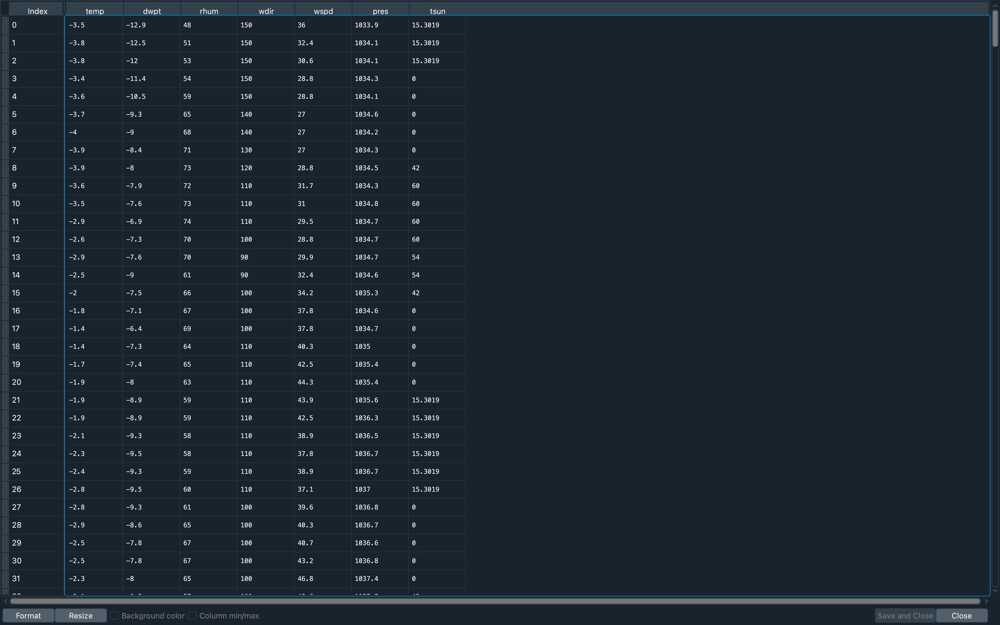 Index temp dwpt rhum wdir wspd pres tsun
0 −3.5 −12.9 48 150 36 1033.9 15.3019
1 −3.8 −12.5 51 150 32.4 1034.1 15.3019
2 −3.8 −12 53 150 30.6 1034.1 15.3019
3 −3.4 −11.4 54 150 28.8 1034.3 0
4 −3.6 −10.5 59 150 28.8 1034.1 0
5 −3.7 −9.3 65 140 27 1034.6 0
6 −4 −9 68 140 27 1034.2 0
7 −3.9 −8.4 71 130 27 1034.3 0
8 −3.9 −8 73 120 28.8 1034.5 42
9 −3.6 −7.9 72 110 31.7 1034.3 60
10 −3.5 −7.6 73 110 31 1034.8 60
11 −2.9 −6.9 74 110 29.5 1034.7 60
12 −2.6 −7.3 70 100 28.8 1034.7 60
13 −2.9 −7.6 70 90 29.9 1034.7 54
14 −2.5 −9 61 90 32.4 1034.6 54
15 −2 −7.5 66 100 34.2 1035.3 42
16 −1.8 −7.1 67 100 37.8 1034.6 0
17 −1.4 −6.4 69 100 37.8 1034.7 0
18 −1.4 −7.3 64 110 40.3 1035 0
19 −1.7 −7.4 65 110 42.5 1035.4 0
20 −1.9 −8 63 110 44.3 1035.4 0
21 −1.9 −8.9 59 110 43.9 1035.6 15.3019
22 −1.9 −8.9 59 110 42.5 1036.3 15.3019
23 −2.1 −9.3 58 110 38.9 1036.5 15.3019
24 −2.3 −9.5 58 110 37.8 1036.7 15.3019
25 −2.4 −9.3 59 110 38.9 1036.7 15.3019
26 −2.8 −9.5 60 110 37.1 1037 15.3019
27 −2.8 −9.3 61 100 39.6 1036.8 0
28 −2.9 −8.6 65 100 40.3 1036.7 0
29 −2.5 −7.8 67 100 40.7 1036.6 0
30 −2.5 −7.8 67 100 43.2 1036.8 0
31 −2.3 −8 65 100 46.8 1037.4 0
Format Resize Background color Column min/max Save and Close Close